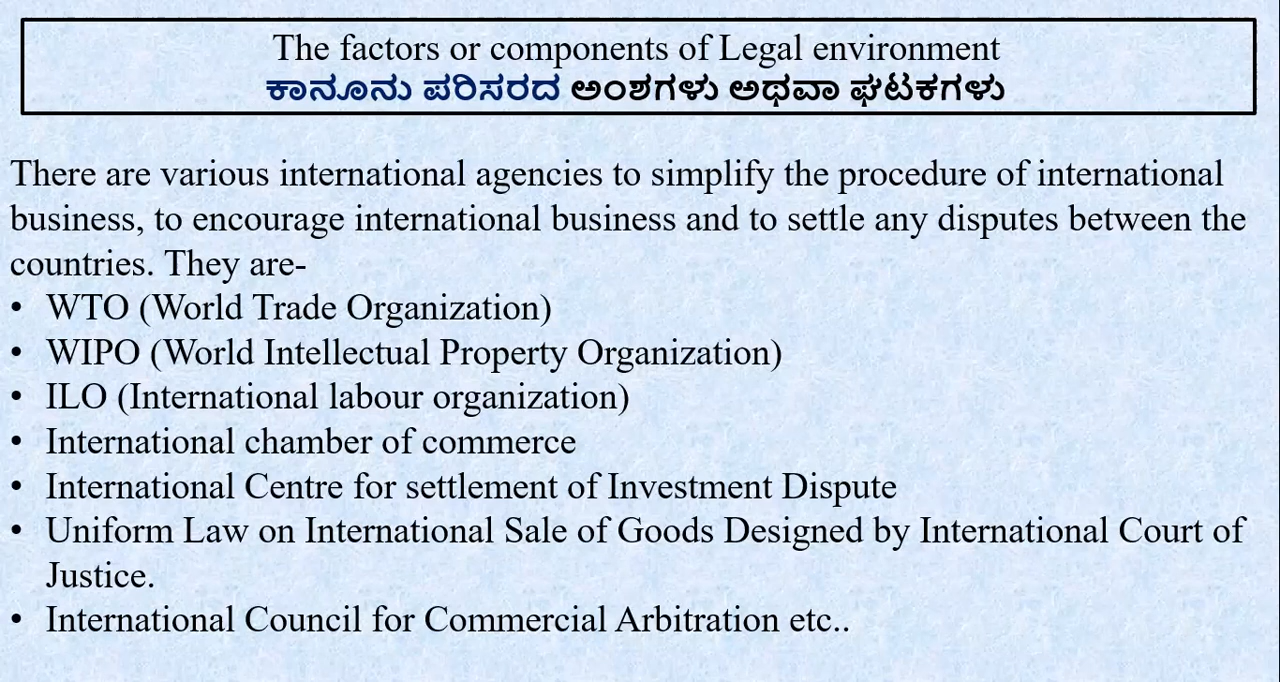 The factors or components of Legal environment
ಕಾನೂನು ಪರಿಸರದ ಅಂಶಗಳು ಅಥವಾ ಘಟಕಗಳು
There are various international agencies to simplify the procedure of international
business, to encourage international business and to settle any disputes between the
countries. They are-
• WTO (World Trade Organization)
• WIPO (World Intellectual Property Organization)
• ILO (International labour organization)
• International chamber of commerce
• International Centre for settlement of Investment Dispute
• Uniform Law on International Sale of Goods Designed by International Court of
Justice.
• International Council for Commercial Arbitration etc..